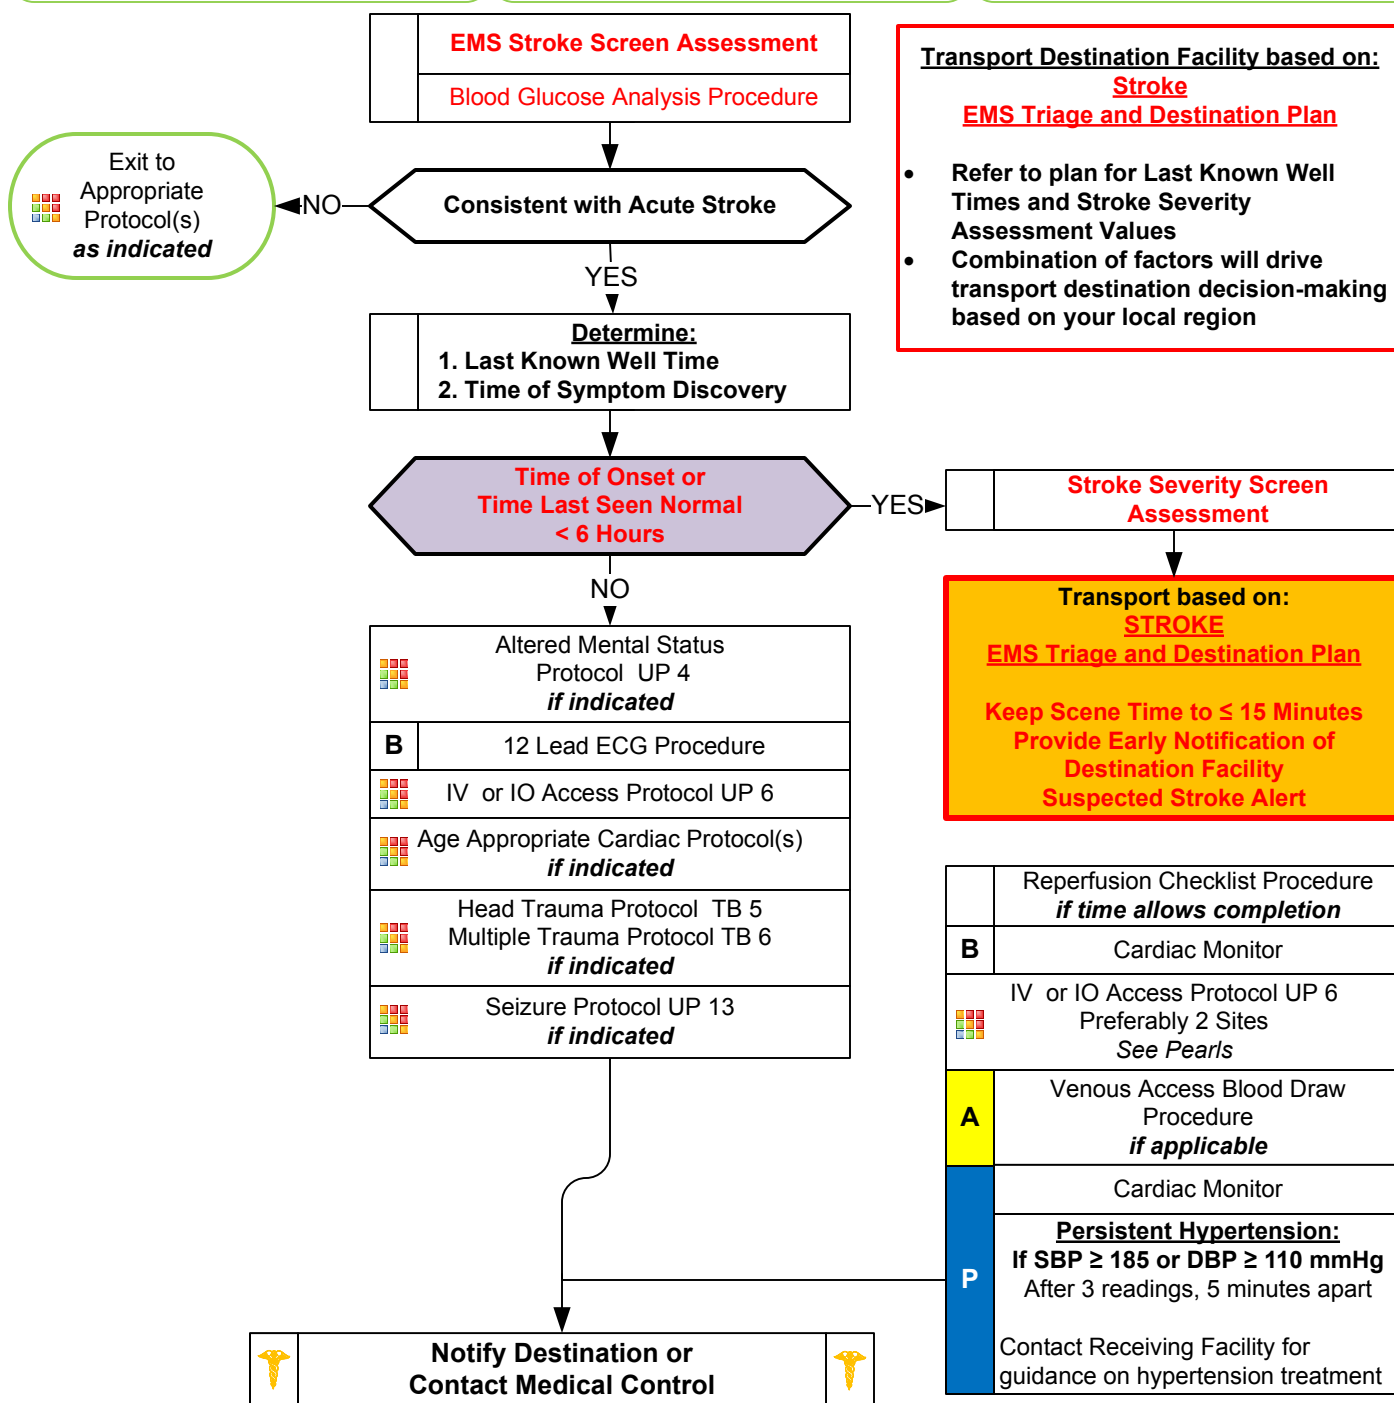 EMS Stroke Screen Assessment
Blood Glucose Analysis Procedure
Transport Destination Facility based on:
Stroke
EMS Triage and Destination Plan
• Refer to plan for Last Known Well
Times and Stroke Severity
Assessment Values
• Combination of factors will drive
transport destination decision-making
based on your local region
Exit to
Appropriate
Protocol(s)
as indicated
NO
Consistent with Acute Stroke
YES
Determine:
1. Last Known Well Time
2. Time of Symptom Discovery
Time of Onset or
Time Last Seen Normal
< 6 Hours
YES
Stroke Severity Screen
Assessment
NO
Transport based on:
STROKE
EMS Triage and Destination Plan
Keep Scene Time to ≤ 15 Minutes
Provide Early Notification of
Destination Facility
Suspected Stroke Alert
Altered Mental Status
Protocol UP 4
if indicated
B 12 Lead ECG Procedure
IV or IO Access Protocol UP 6
Age Appropriate Cardiac Protocol(s)
if indicated
Head Trauma Protocol TB 5
Multiple Trauma Protocol TB 6
if indicated
Seizure Protocol UP 13
if indicated
Reperfusion Checklist Procedure
if time allows completion
B Cardiac Monitor
IV or IO Access Protocol UP 6
Preferably 2 Sites
See Pearls
Venous Access Blood Draw
A Procedure
if applicable
Cardiac Monitor
Persistent Hypertension:
If SBP ≥ 185 or DBP ≥ 110 mmHg
P After 3 readings, 5 minutes apart
Contact Receiving Facility for
guidance on hypertension treatment
Notify Destination or
Contact Medical Control